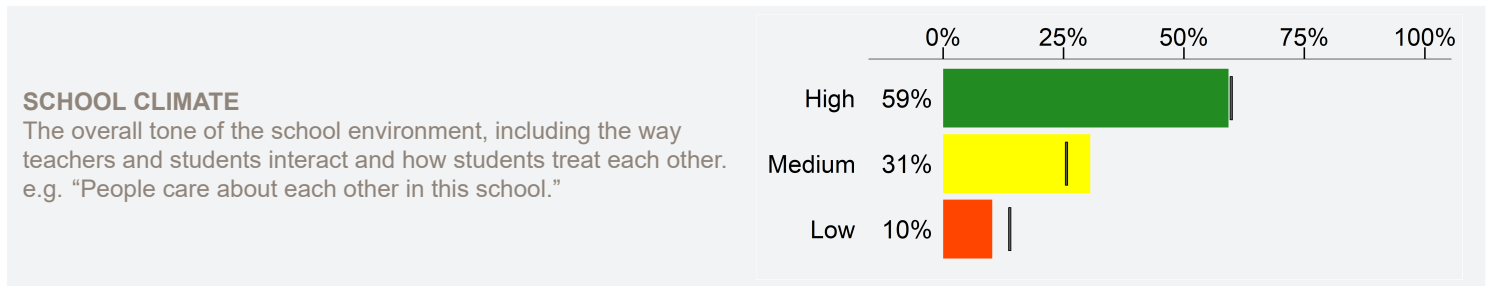 SCHOOL CLIMATE
The overall tone of the school environment, including the way
teachers and students interact and how students treat each other.
e.g. “People care about each other in this school.”
0% 25% 50% 75% 100%
High 59%
Medium 31%
Low 10%